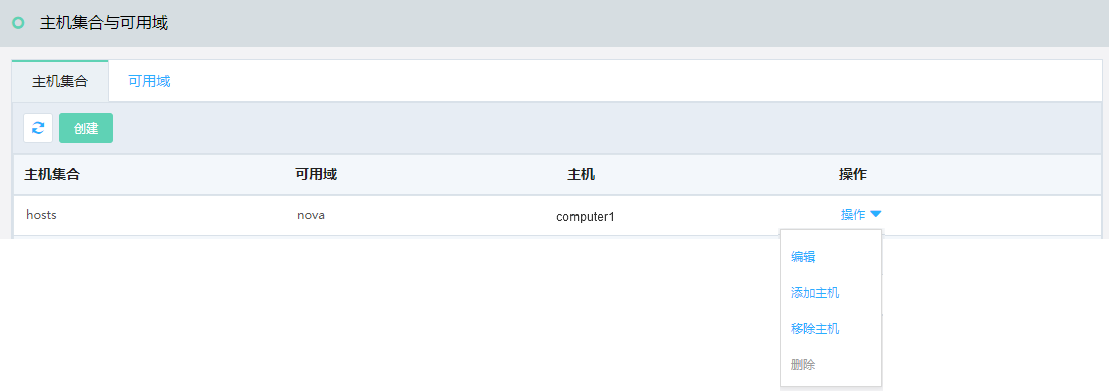 主机集合与可用域
主机集合 可用域
创建
主机集合 可用域 主机 操作
hosts nova computer1 操作
编辑
添加主机
移除主机
删除